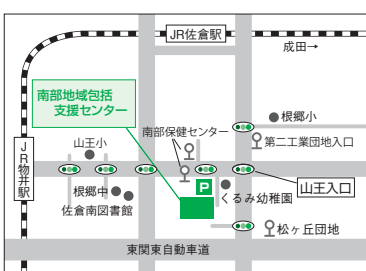 JR佐倉駅
成田→
南部地域包括
支援センター
根郷小
南部保健センター
第二工業団地入口
山王小
JR物井駅
P
山王入口
根郷中
くるみ幼稚園
佐倉南図書館
松ヶ丘団地
東関東自動車道